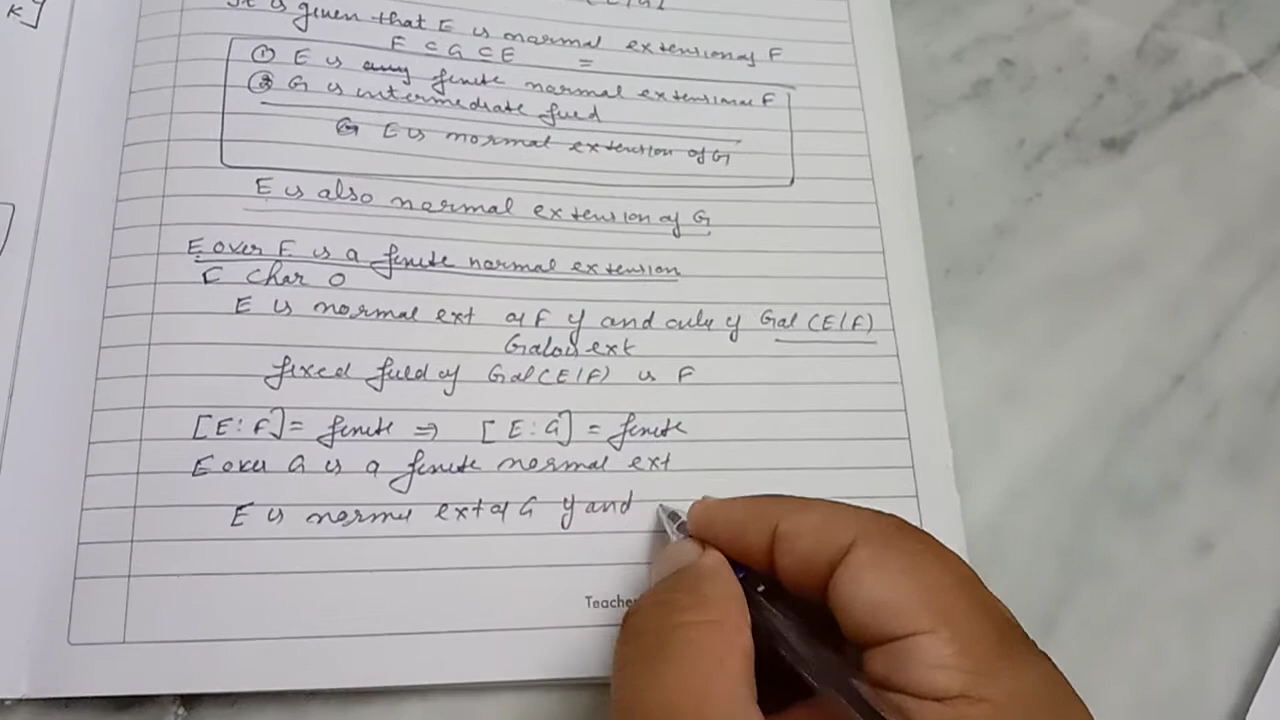 K]
It is given that E is normal extension of F
F ⊂ G ⊂ E =
① E is any finite normal extension of F
② G is intermediate field
G E is normal extension of G
E is also normal extension of G
E over F is a finite normal extension
F char 0
E is normal ext of F if and only if Gal(E/F)
Galois ext
fixed field of Gal(E/F) is F
[E:F] = finite ⇒ [E:G] = finite
E over G is a finite normal ext
E is normal ext of G if and
Teacher